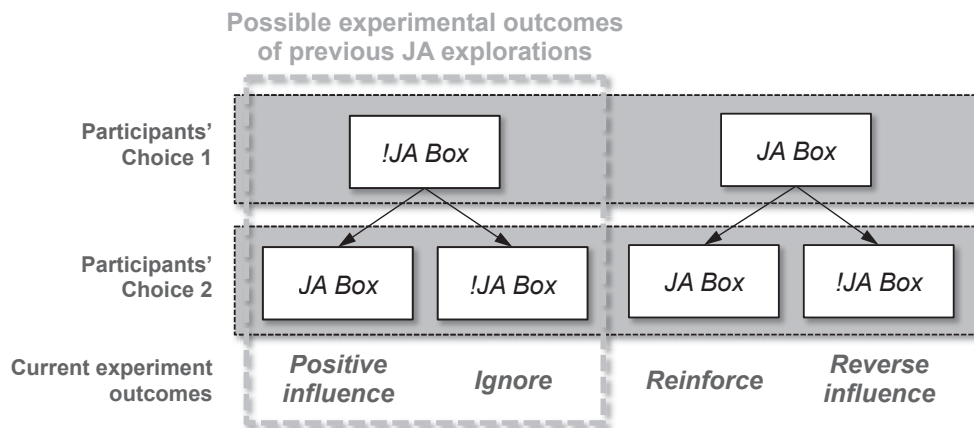 Possible experimental outcomes
of previous JA explorations
Participants'
Choice 1
!JA Box
JA Box
Participants'
Choice 2
JA Box
!JA Box
JA Box
!JA Box
Current experiment
outcomes
Positive
influence
Ignore
Reinforce
Reverse
influence